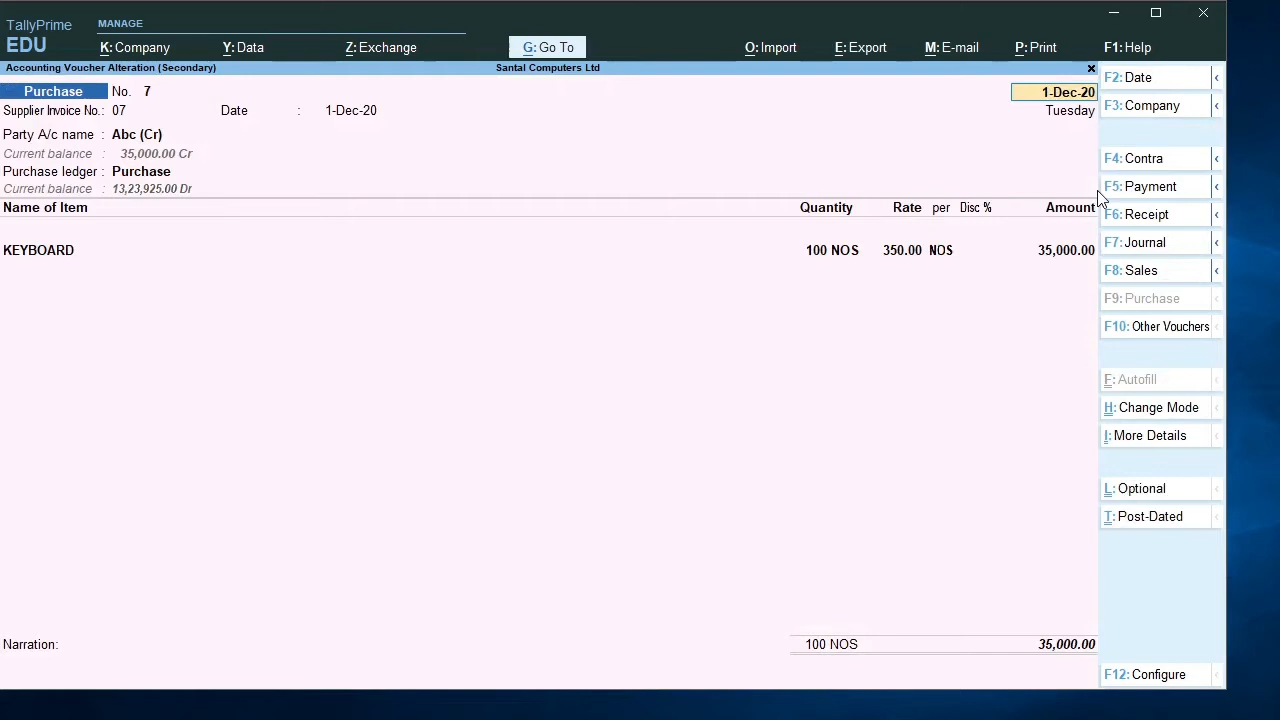 TallyPrime MANAGE
EDU K: Company Y: Data Z: Exchange G: Go To O: Import E: Export M: E-mail P: Print F1: Help
Accounting Voucher Alteration (Secondary) Santal Computers Ltd x
Purchase No. 7 1-Dec-20
Supplier Invoice No.: 07 Date : 1-Dec-20 Tuesday
Party A/c name : Abc (Cr)
Current balance : 35,000.00 Cr
Purchase ledger : Purchase
Current balance : 13,23,925.00 Dr
Name of Item Quantity Rate per Disc % Amount
KEYBOARD 100 NOS 350.00 NOS 35,000.00
Narration: 100 NOS 35,000.00
F2: Date
F3: Company
F4: Contra
F5: Payment
F6: Receipt
F7: Journal
F8: Sales
F9: Purchase
F10: Other Vouchers
F: Autofill
H: Change Mode
I: More Details
L: Optional
T: Post-Dated
F12: Configure